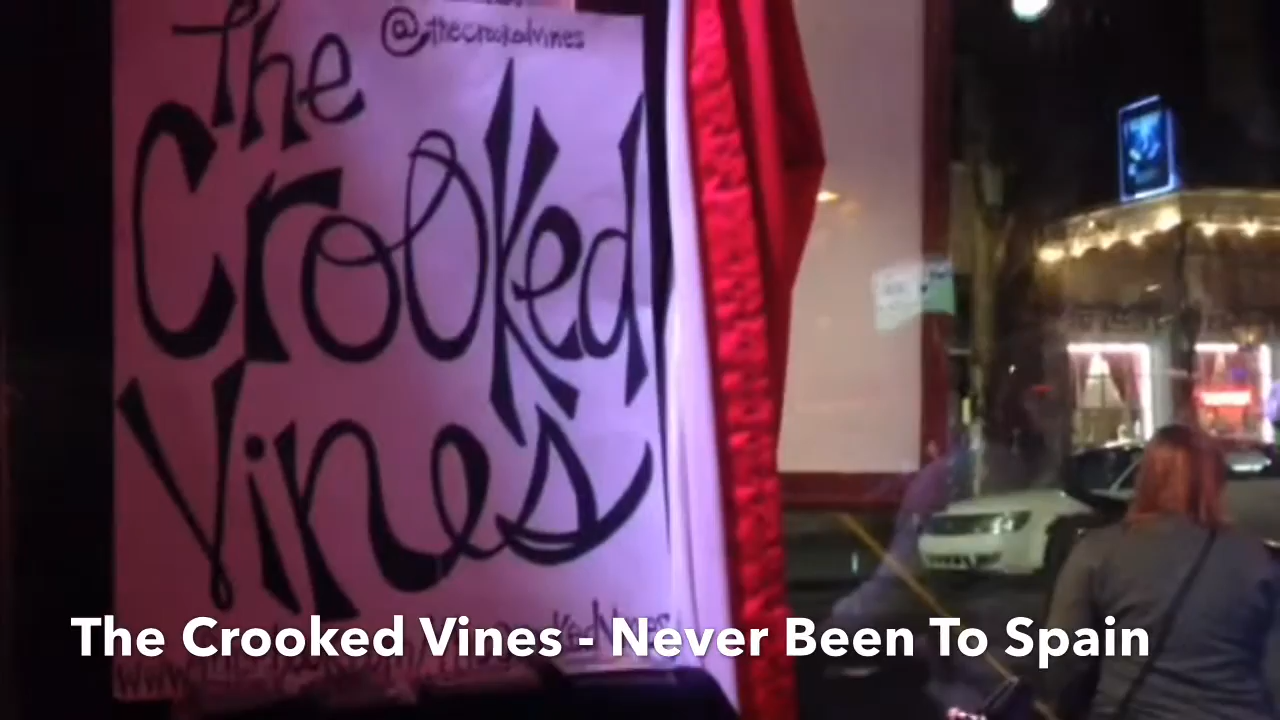 @thecrookedvines
The
Crooked
Vines
The Crooked Vines - Never Been To Spain